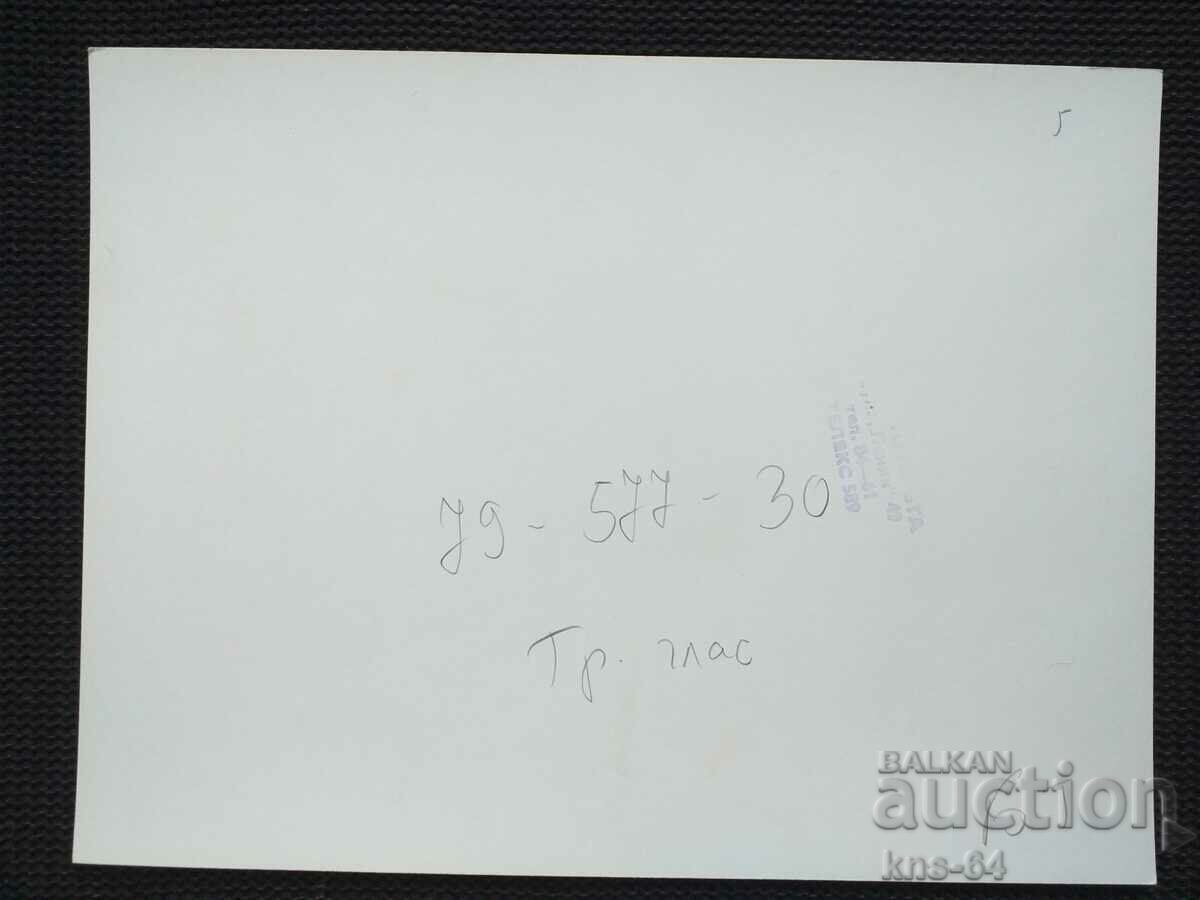 5
79 - 577 - 30
Тр. глас
ТЕЛЕКС 589
BALKAN
auction
kns-64